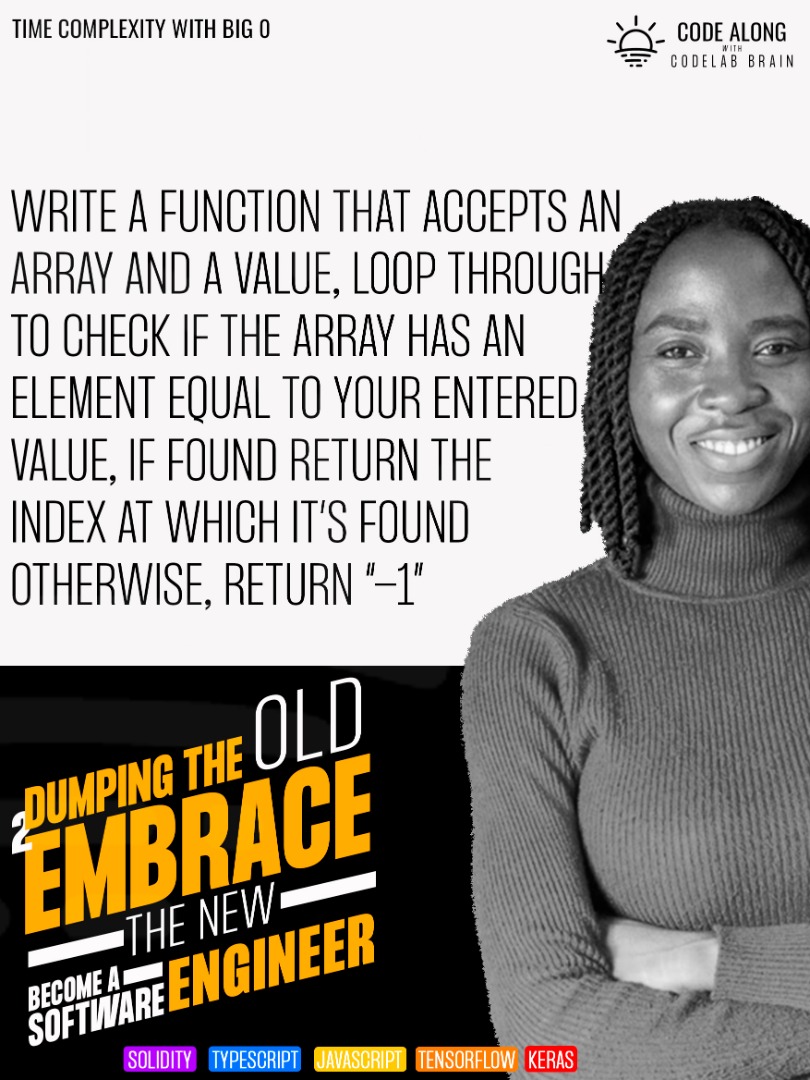 TIME COMPLEXITY WITH BIG O
CODE ALONG
WITH
CODELAB BRAIN
WRITE A FUNCTION THAT ACCEPTS AN
ARRAY AND A VALUE, LOOP THROUGH
TO CHECK IF THE ARRAY HAS AN
ELEMENT EQUAL TO YOUR ENTERED
VALUE, IF FOUND RETURN THE
INDEX AT WHICH IT'S FOUND
OTHERWISE, RETURN "-1"
DUMPING THE OLD
2
EMBRACE
THE NEW
BECOME A
SOFTWARE ENGINEER
SOLIDITY TYPESCRIPT JAVASCRIPT TENSORFLOW KERAS